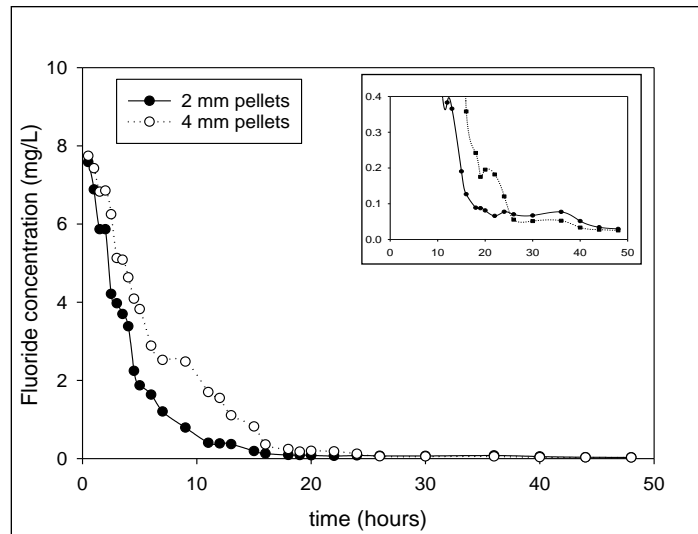 10
8
6
4
2
0
Fluoride concentration (mg/L)
2 mm pellets
4 mm pellets
0.4
0.3
0.2
0.1
0.0
0 10 20 30 40 50
0 10 20 30 40 50
time (hours)